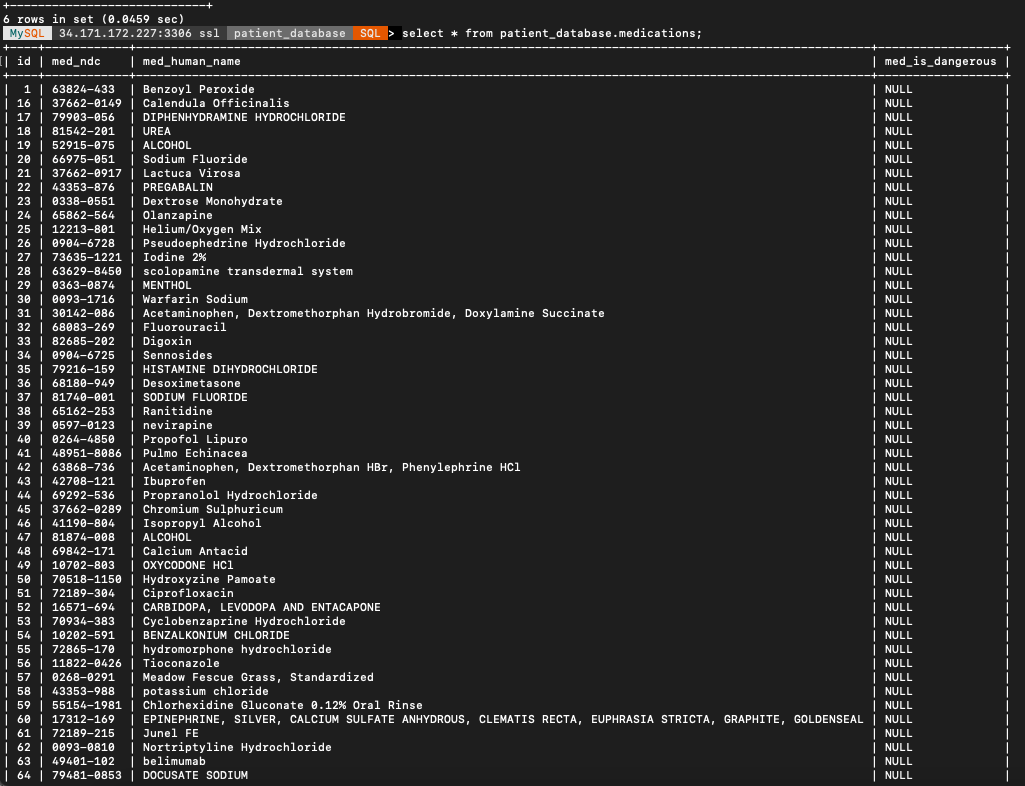 +-----------------------------+
6 rows in set (0.0459 sec)
MySQL 34.171.172.227:3306 ssl patient_database SQL > select * from patient_database.medications;
| id | med_ndc | med_human_name | med_is_dangerous |
| 1 | 63824-433 | Benzoyl Peroxide | NULL |
| 16 | 37662-0149 | Calendula Officinalis | NULL |
| 17 | 79903-056 | DIPHENHYDRAMINE HYDROCHLORIDE | NULL |
| 18 | 81542-201 | UREA | NULL |
| 19 | 52915-075 | ALCOHOL | NULL |
| 20 | 66975-051 | Sodium Fluoride | NULL |
| 21 | 37662-0917 | Lactuca Virosa | NULL |
| 22 | 43353-876 | PREGABALIN | NULL |
| 23 | 0338-0551 | Dextrose Monohydrate | NULL |
| 24 | 65862-564 | Olanzapine | NULL |
| 25 | 12213-801 | Helium/Oxygen Mix | NULL |
| 26 | 0904-6728 | Pseudoephedrine Hydrochloride | NULL |
| 27 | 73635-1221 | Iodine 2% | NULL |
| 28 | 63629-8450 | scolopamine transdermal system | NULL |
| 29 | 0363-0874 | MENTHOL | NULL |
| 30 | 0093-1716 | Warfarin Sodium | NULL |
| 31 | 30142-086 | Acetaminophen, Dextromethorphan Hydrobromide, Doxylamine Succinate | NULL |
| 32 | 68083-269 | Fluorouracil | NULL |
| 33 | 82685-202 | Digoxin | NULL |
| 34 | 0904-6725 | Sennosides | NULL |
| 35 | 79216-159 | HISTAMINE DIHYDROCHLORIDE | NULL |
| 36 | 68180-949 | Desoximetasone | NULL |
| 37 | 81740-001 | SODIUM FLUORIDE | NULL |
| 38 | 65162-253 | Ranitidine | NULL |
| 39 | 0597-0123 | nevirapine | NULL |
| 40 | 0264-4850 | Propofol Lipuro | NULL |
| 41 | 48951-8086 | Pulmo Echinacea | NULL |
| 42 | 63868-736 | Acetaminophen, Dextromethorphan HBr, Phenylephrine HCl | NULL |
| 43 | 42708-121 | Ibuprofen | NULL |
| 44 | 69292-536 | Propranolol Hydrochloride | NULL |
| 45 | 37662-0289 | Chromium Sulphuricum | NULL |
| 46 | 41190-804 | Isopropyl Alcohol | NULL |
| 47 | 81874-008 | ALCOHOL | NULL |
| 48 | 69842-171 | Calcium Antacid | NULL |
| 49 | 10702-803 | OXYCODONE HCl | NULL |
| 50 | 70518-1150 | Hydroxyzine Pamoate | NULL |
| 51 | 72189-304 | Ciprofloxacin | NULL |
| 52 | 16571-694 | CARBIDOPA, LEVODOPA AND ENTACAPONE | NULL |
| 53 | 70934-383 | Cyclobenzaprine Hydrochloride | NULL |
| 54 | 10202-591 | BENZALKONIUM CHLORIDE | NULL |
| 55 | 72865-170 | hydromorphone hydrochloride | NULL |
| 56 | 11822-0426 | Tioconazole | NULL |
| 57 | 0268-0291 | Meadow Fescue Grass, Standardized | NULL |
| 58 | 43353-988 | potassium chloride | NULL |
| 59 | 55154-1981 | Chlorhexidine Gluconate 0.12% Oral Rinse | NULL |
| 60 | 17312-169 | EPINEPHRINE, SILVER, CALCIUM SULFATE ANHYDROUS, CLEMATIS RECTA, EUPHRASIA STRICTA, GRAPHITE, GOLDENSEAL | NULL |
| 61 | 72189-215 | Junel FE | NULL |
| 62 | 0093-0810 | Nortriptyline Hydrochloride | NULL |
| 63 | 49401-102 | belimumab | NULL |
| 64 | 79481-0853 | DOCUSATE SODIUM | NULL |